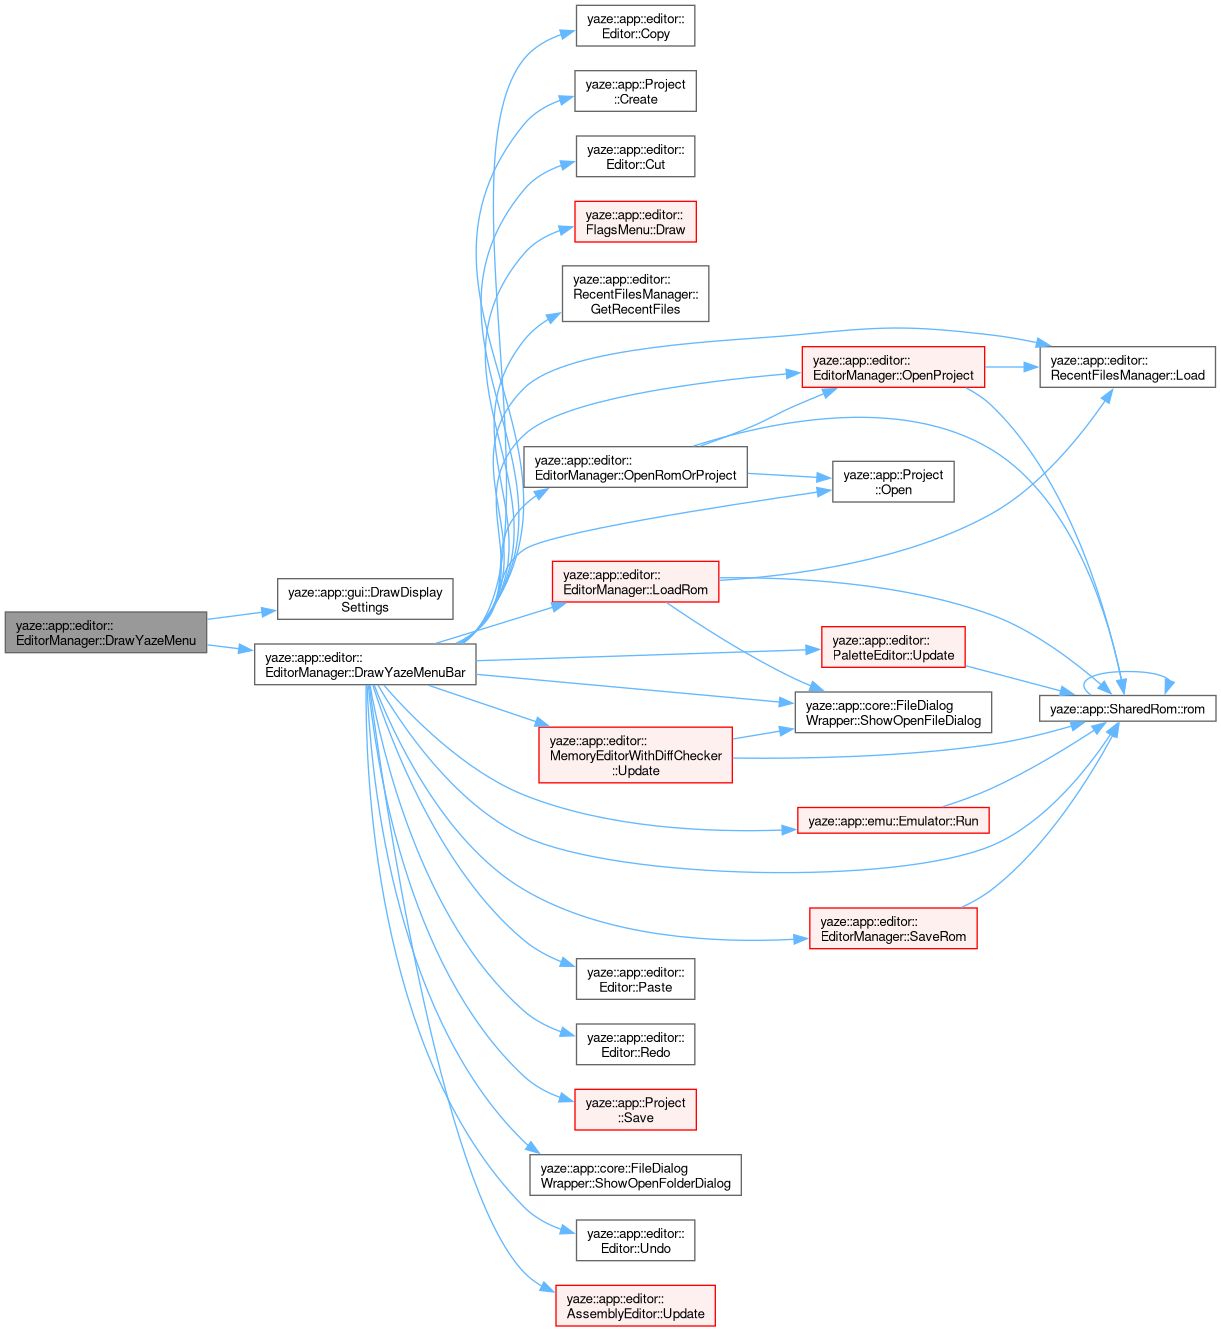 yaze::app::editor::
Editor::Copy
yaze::app::Project
::Create
yaze::app::editor::
Editor::Cut
yaze::app::editor::
FlagsMenu::Draw
yaze::app::editor::
RecentFilesManager::
GetRecentFiles
yaze::app::editor::
EditorManager::OpenProject
yaze::app::editor::
RecentFilesManager::Load
yaze::app::editor::
EditorManager::OpenRomOrProject
yaze::app::Project
::Open
yaze::app::gui::DrawDisplay
Settings
yaze::app::editor::
EditorManager::LoadRom
yaze::app::editor::
EditorManager::DrawYazeMenu
yaze::app::editor::
EditorManager::DrawYazeMenuBar
yaze::app::editor::
PaletteEditor::Update
yaze::app::core::FileDialog
Wrapper::ShowOpenFileDialog
yaze::app::SharedRom::rom
yaze::app::editor::
MemoryEditorWithDiffChecker
::Update
yaze::app::emu::Emulator::Run
yaze::app::editor::
EditorManager::SaveRom
yaze::app::editor::
Editor::Paste
yaze::app::editor::
Editor::Redo
yaze::app::Project
::Save
yaze::app::core::FileDialog
Wrapper::ShowOpenFolderDialog
yaze::app::editor::
Editor::Undo
yaze::app::editor::
AssemblyEditor::Update